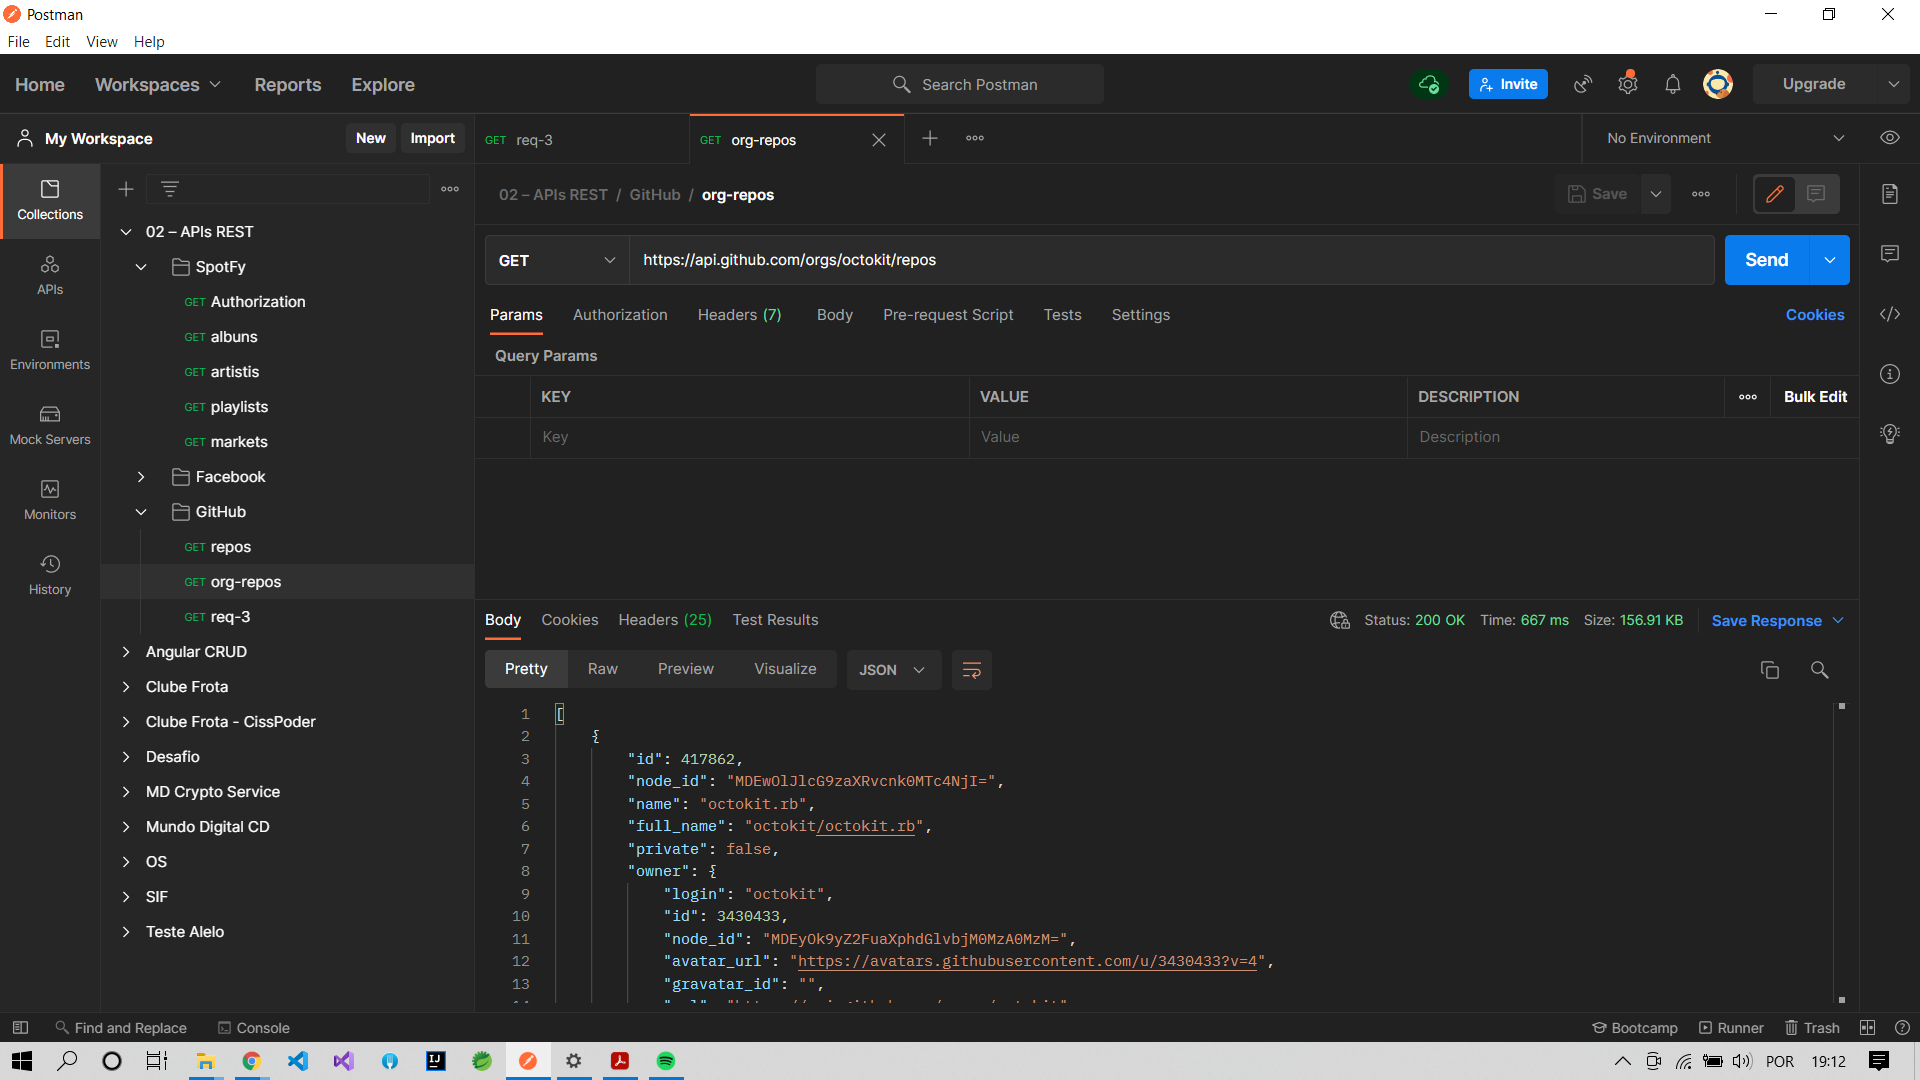 Postman
File Edit View Help
Home Workspaces Reports Explore Search Postman Invite Upgrade
My Workspace New Import GET req-3 GET org-repos No Environment
Collections
APIs
Environments
Mock Servers
Monitors
History
02 – APIs REST
SpotFy
GET Authorization
GET albuns
GET artistis
GET playlists
GET markets
Facebook
GitHub
GET repos
GET org-repos
GET req-3
Angular CRUD
Clube Frota
Clube Frota - CissPoder
Desafio
MD Crypto Service
Mundo Digital CD
OS
SIF
Teste Alelo
02 – APIs REST / GitHub / org-repos Save
GET https://api.github.com/orgs/octokit/repos Send
Params Authorization Headers (7) Body Pre-request Script Tests Settings Cookies
Query Params
KEY VALUE DESCRIPTION Bulk Edit
Key Value Description
Body Cookies Headers (25) Test Results Status: 200 OK Time: 667 ms Size: 156.91 KB Save Response
Pretty Raw Preview Visualize JSON
1 [
2 {
3 "id": 417862,
4 "node_id": "MDEwOlJlcG9zaXRvcnk0MTc4NjI=",
5 "name": "octokit.rb",
6 "full_name": "octokit/octokit.rb",
7 "private": false,
8 "owner": {
9 "login": "octokit",
10 "id": 3430433,
11 "node_id": "MDEyOk9yZ2FuaXphdGlvbjM0MzA0MzM=",
12 "avatar_url": "https://avatars.githubusercontent.com/u/3430433?v=4",
13 "gravatar_id": "",
Find and Replace Console Bootcamp Runner Trash
IJ POR 19:12